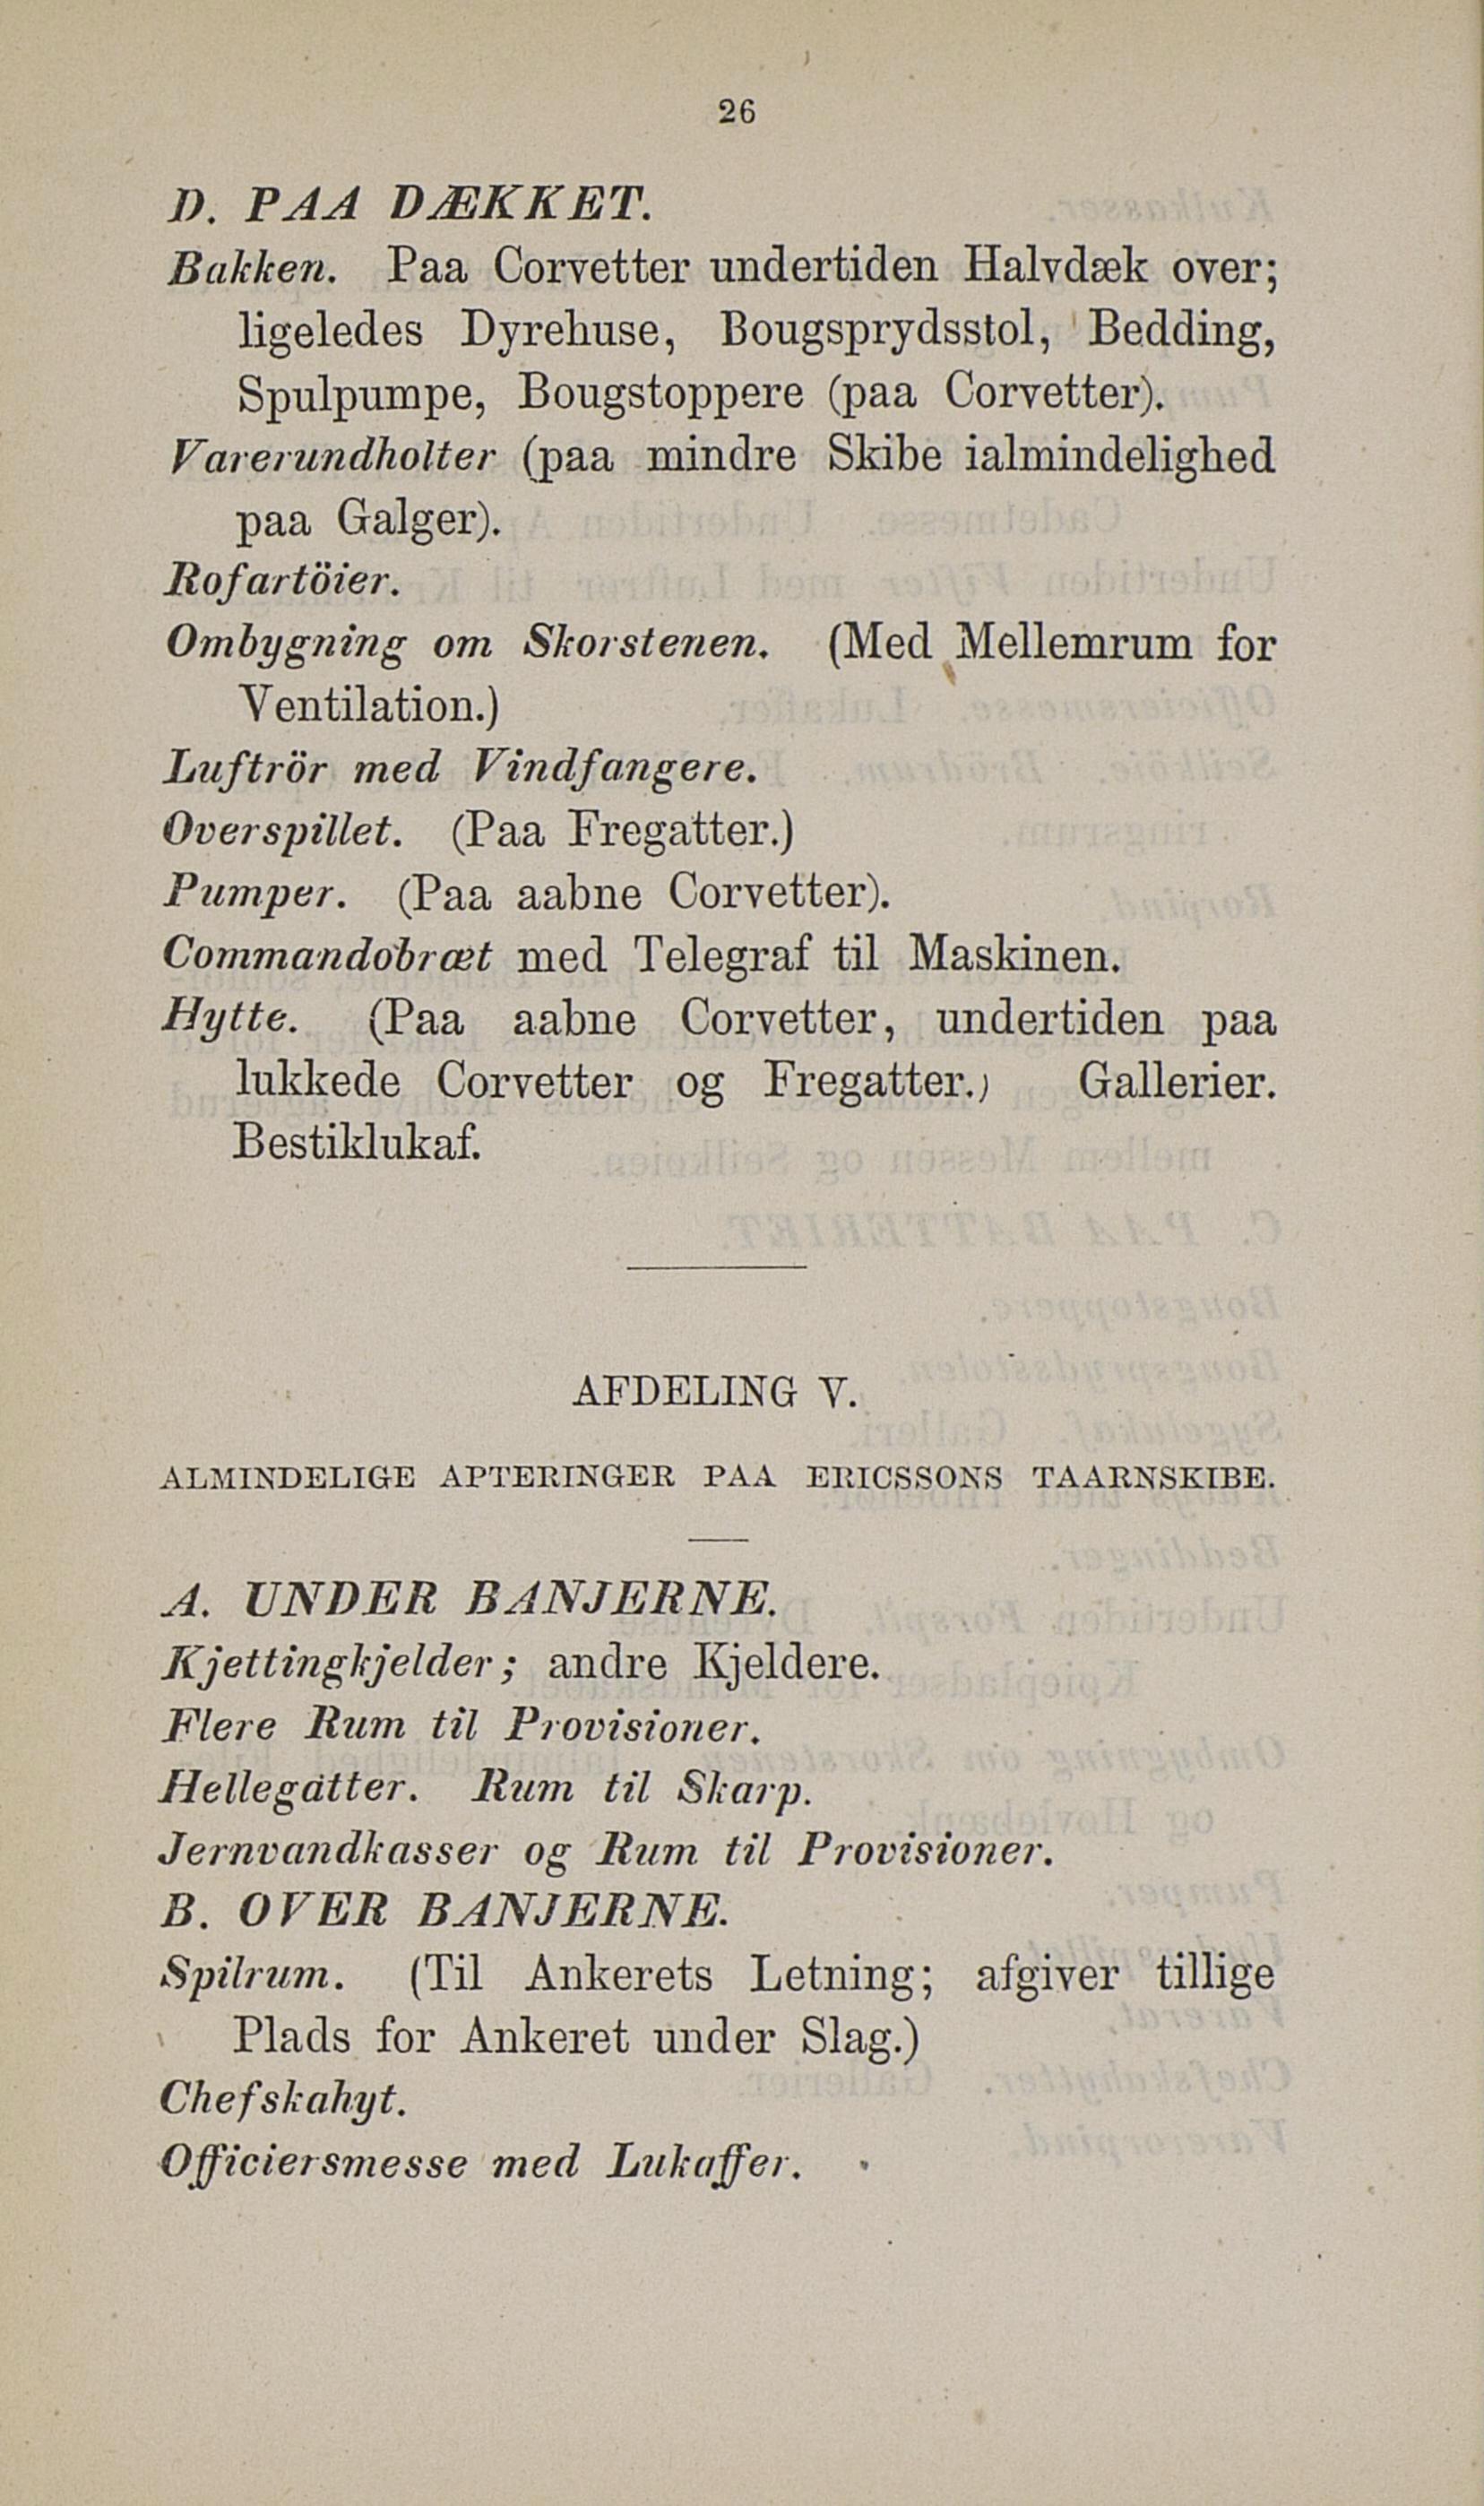 26
D. PAA DÆKKET.
Bakken. Paa Corvetter undertiden Halvdæk over;
ligeledes Dyrehuse, Bougsprydsstol, Bedding,
Spulpumpe, Bougstoppere (paa Corvetter).
Varerundholter (paa mindre Skibe ialmindelighed
paa Galger).
Rofartöier.
Ombygning om Skorstenen. (Med Mellemrum for
Ventilation.)
Luftrör med Vindfangere.
Overspillet. (Paa Fregatter.)
Pumper. (Paa aabne Corvetter).
Commandobræt med Telegraf til Maskinen.
Hytte. (Paa aabne Corvetter, undertiden paa
lukkede Corvetter og Fregatter.) Gallerier.
Bestiklukaf.
AFDELING V.
ALMINDELIGE APTERINGER PAA ERICSSONS TAARNSKIBE.
A. UNDER BANJERNE.
Kjettingkjelder; andre Kjeldere.
Flere Rum til Provisioner.
Hellegatter. Rum til Skarp.
Jernvandkasser og Rum til Provisioner.
B. OVER BANJERNE.
Spilrum. (Til Ankerets Letning; afgiver tillige
Plads for Ankeret under Slag.)
Chefskahyt.
Officiersmesse med Lukaffer.